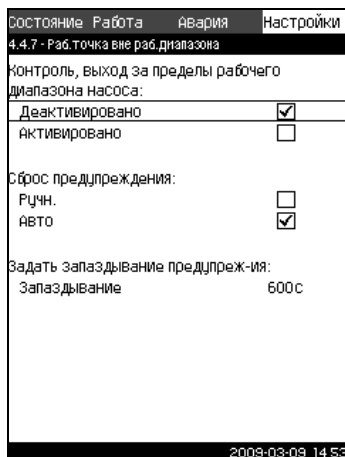 Состояние Работа Авария Настройки
4.4.7 - Раб.точка вне раб.диапазона
Контроль, выход за пределы рабочего
диапазона насоса:
Деактивировано
Активировано
Сброс предупреждения:
Ручн.
Авто
Задать запаздывание предупреж-ия:
Запаздывание 600с
2009-03-09 14:53